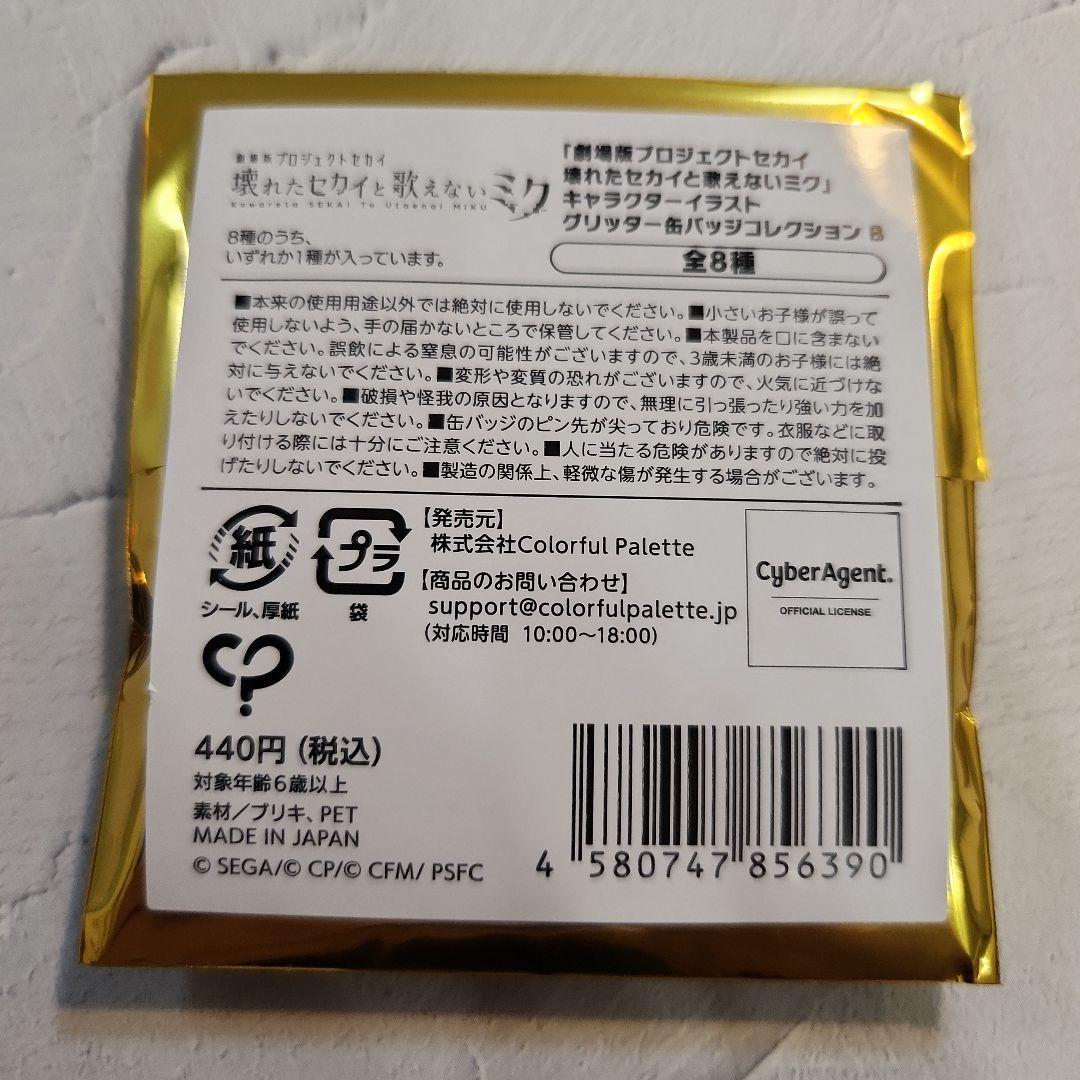 劇場版プロジェクトセカイ
壊れたセカイと歌えないミク
Kowareta SEKAI To Utaenai MIKU
8種のうち、
いずれか1種が入っています。
「劇場版プロジェクトセカイ
壊れたセカイと歌えないミク」
キャラクターイラスト
グリッター缶バッジコレクション B
全8種
■本来の使用用途以外では絶対に使用しないでください。■小さいお子様が誤って
使用しないよう、手の届かないところで保管してください。■本製品を口に含まない
でください。誤飲による窒息の可能性がございますので、3歳未満のお子様には絶
対に与えないでください。■変形や変質の恐れがございますので、火気に近づけな
いでください。■破損や怪我の原因となりますので、無理に引っ張ったり強い力を加
えたりしないでください。■缶バッジのピン先が尖っており危険です。衣服などに取
り付ける際には十分にご注意ください。■人に当たる危険がありますので絶対に投
げたりしないでください。■製造の関係上、軽微な傷が発生する場合がございます。
紙
シール、厚紙
プラ
袋
【発売元】
株式会社Colorful Palette
【商品のお問い合わせ】
support@colorfulpalette.jp
（対応時間 10:00〜18:00）
CyberAgent.
OFFICIAL LICENSE
440円（税込）
対象年齢6歳以上
素材／ブリキ、PET
MADE IN JAPAN
© SEGA/© CP/© CFM/ PSFC
4 580747 856390